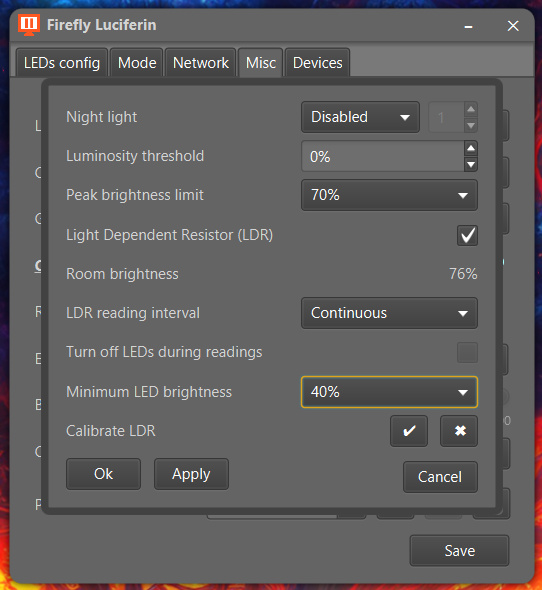 Firefly Luciferin
LEDs config Mode Network Misc Devices
Night light Disabled 1
Luminosity threshold 0%
Peak brightness limit 70%
Light Dependent Resistor (LDR)
Room brightness 76%
LDR reading interval Continuous
Turn off LEDs during readings
Minimum LED brightness 40%
Calibrate LDR
Ok Apply Cancel
Save